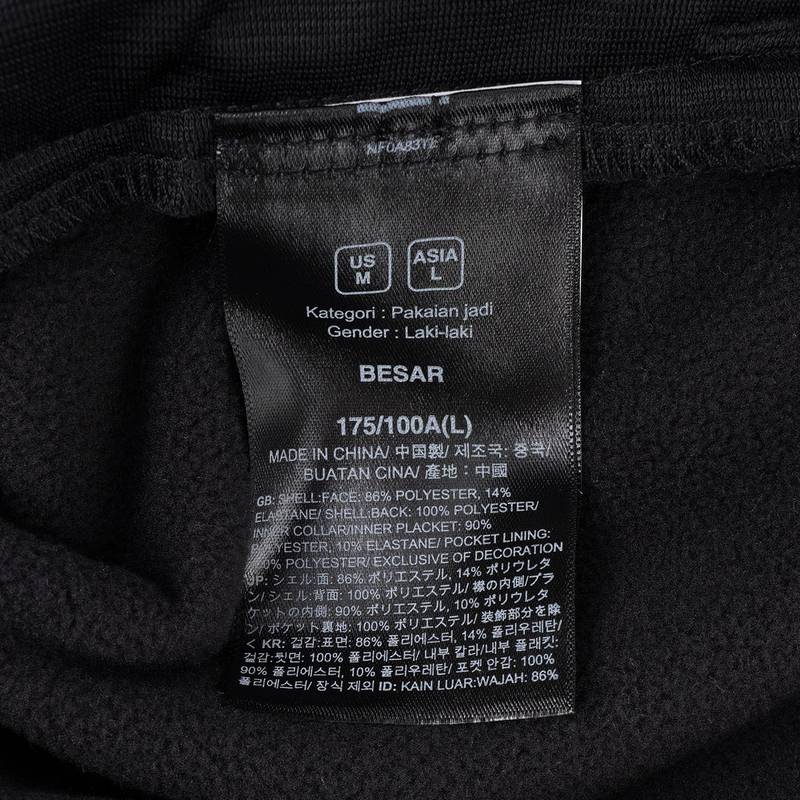 NF0A83TZ
US
M
ASIA
L
Kategori : Pakaian jadi
Gender : Laki-laki
BESAR
175/100A(L)
MADE IN CHINA/ 中国製/ 제조국: 중국/
BUATAN CINA/ 產地：中國
GB: SHELL:FACE: 86% POLYESTER, 14%
ELASTANE/ SHELL:BACK: 100% POLYESTER/
INNER COLLAR/INNER PLACKET: 90%
POLYESTER, 10% ELASTANE/ POCKET LINING:
100% POLYESTER/ EXCLUSIVE OF DECORATION
JP: シェル:面: 86% ポリエステル, 14% ポリウレタ
ン/ シェル:背面: 100% ポリエステル/ 襟の内側/プラ
ケットの内側: 90% ポリエステル, 10% ポリウレタ
ン/ポケット裏地: 100% ポリエステル/ 装飾部分を除
く KR: 겉감:표면: 86% 폴리에스터, 14% 폴리우레탄/
겉감:뒷면: 100% 폴리에스터/ 내부 칼라/내부 플래킷:
90% 폴리에스터, 10% 폴리우레탄/ 포켓 안감: 100%
폴리에스터/ 장식 제외 ID: KAIN LUAR:WAJAH: 86%